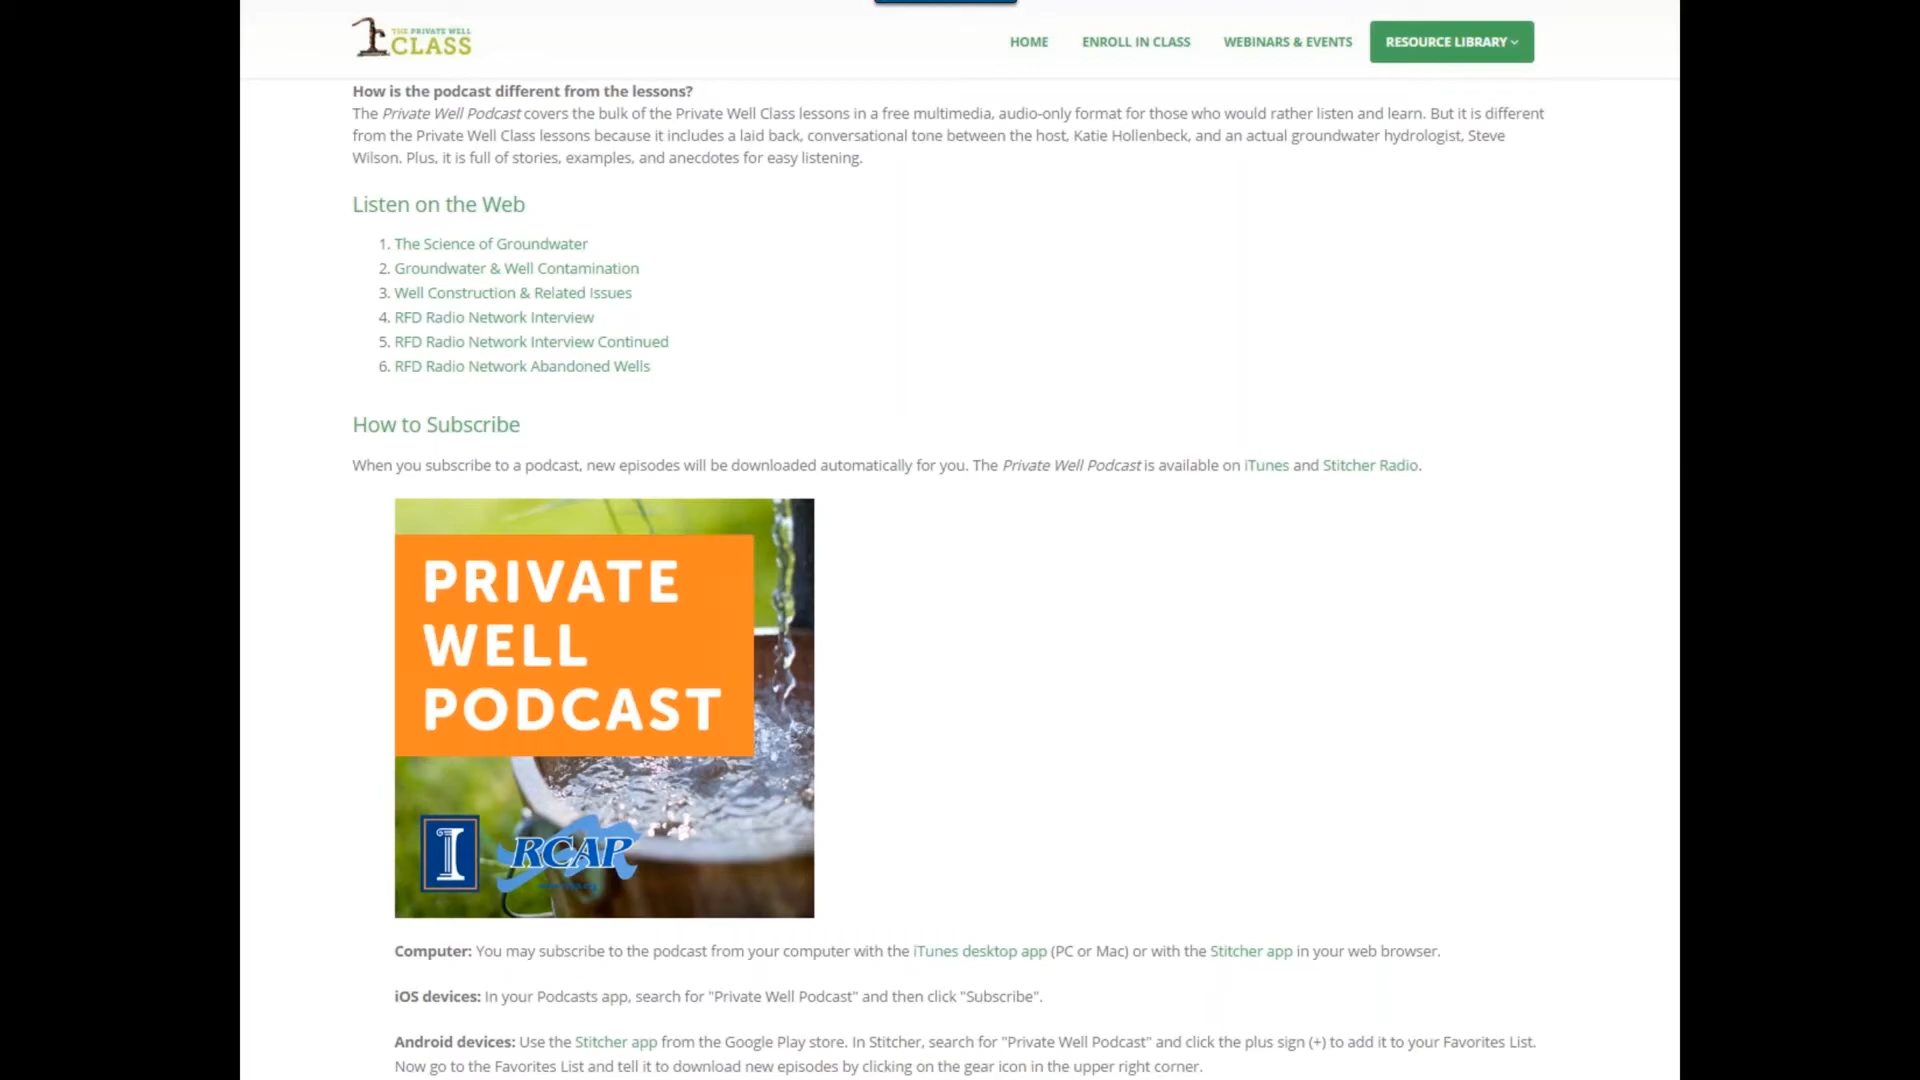 THE PRIVATE WELL
CLASS
HOME ENROLL IN CLASS WEBINARS & EVENTS RESOURCE LIBRARY
How is the podcast different from the lessons?
The Private Well Podcast covers the bulk of the Private Well Class lessons in a free multimedia, audio-only format for those who would rather listen and learn. But it is different
from the Private Well Class lessons because it includes a laid back, conversational tone between the host, Katie Hollenbeck, and an actual groundwater hydrologist, Steve
Wilson. Plus, it is full of stories, examples, and anecdotes for easy listening.
Listen on the Web
1. The Science of Groundwater
2. Groundwater & Well Contamination
3. Well Construction & Related Issues
4. RFD Radio Network Interview
5. RFD Radio Network Interview Continued
6. RFD Radio Network Abandoned Wells
How to Subscribe
When you subscribe to a podcast, new episodes will be downloaded automatically for you. The Private Well Podcast is available on iTunes and Stitcher Radio.
PRIVATE
WELL
PODCAST
I RCAP
Computer: You may subscribe to the podcast from your computer with the iTunes desktop app (PC or Mac) or with the Stitcher app in your web browser.
iOS devices: In your Podcasts app, search for "Private Well Podcast" and then click "Subscribe".
Android devices: Use the Stitcher app from the Google Play store. In Stitcher, search for "Private Well Podcast" and click the plus sign (+) to add it to your Favorites List.
Now go to the Favorites List and tell it to download new episodes by clicking on the gear icon in the upper right corner.